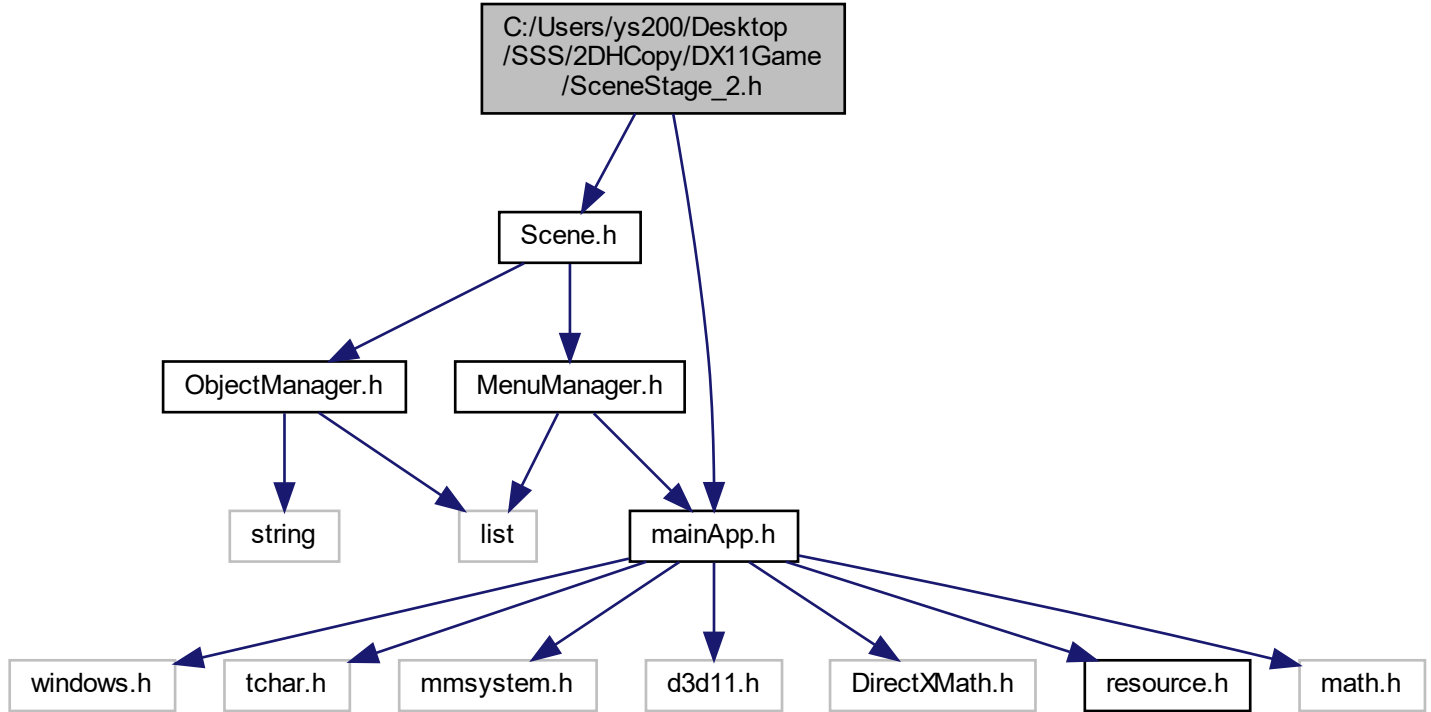 C:/Users/ys200/Desktop
/SSS/2DHCopy/DX11Game
/SceneStage_2.h
Scene.h
ObjectManager.h
MenuManager.h
string
list
mainApp.h
windows.h
tchar.h
mmsystem.h
d3d11.h
DirectXMath.h
resource.h
math.h